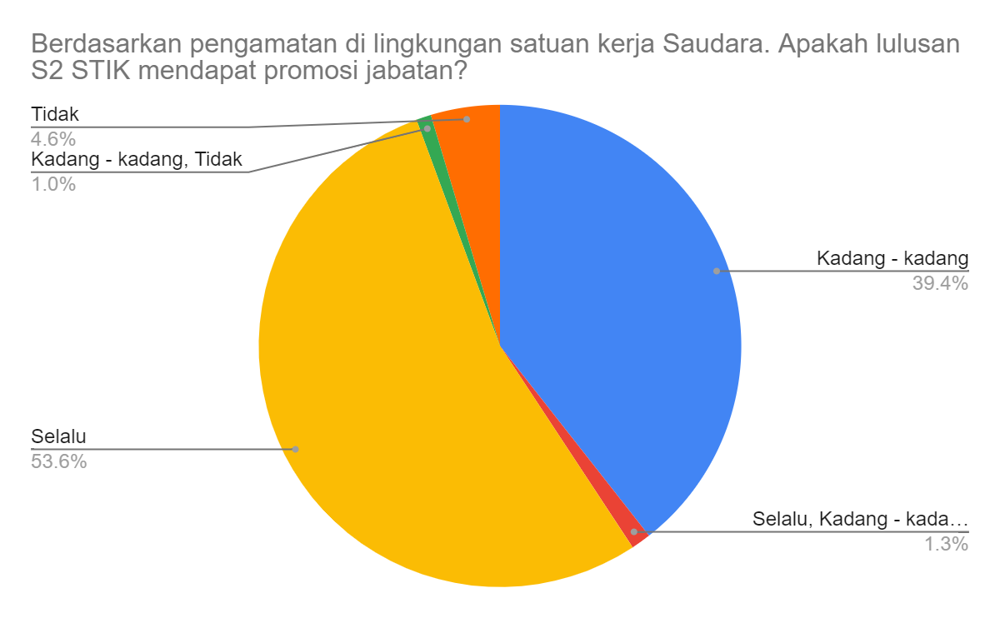 Berdasarkan pengamatan di lingkungan satuan kerja Saudara. Apakah lulusan
S2 STIK mendapat promosi jabatan?
Tidak
4.6%
Kadang - kadang, Tidak
1.0%
Kadang - kadang
39.4%
Selalu
53.6%
Selalu, Kadang - kada…
1.3%